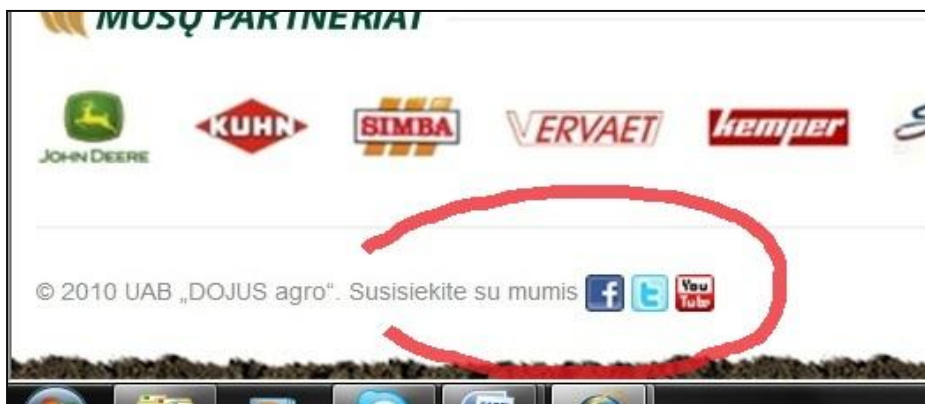 MŪSŲ PARTNERIAI
JOHN DEERE
KUHN
SIMBA
VERVAET
kemper
© 2010 UAB „DOJUS agro“. Susisiekite su mumis
You
Tube